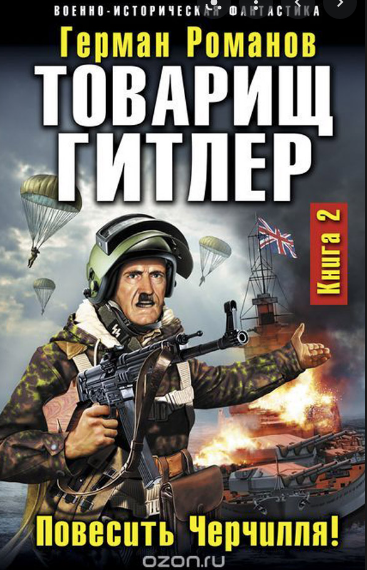 ВОЕННО-ИСТОРИЧЕСКАЯ ФАНТАСТИКА
Герман Романов
ТОВАРИЩ
ГИТЛЕР
Книга 2
Повесить Черчилля!
ozon.ru